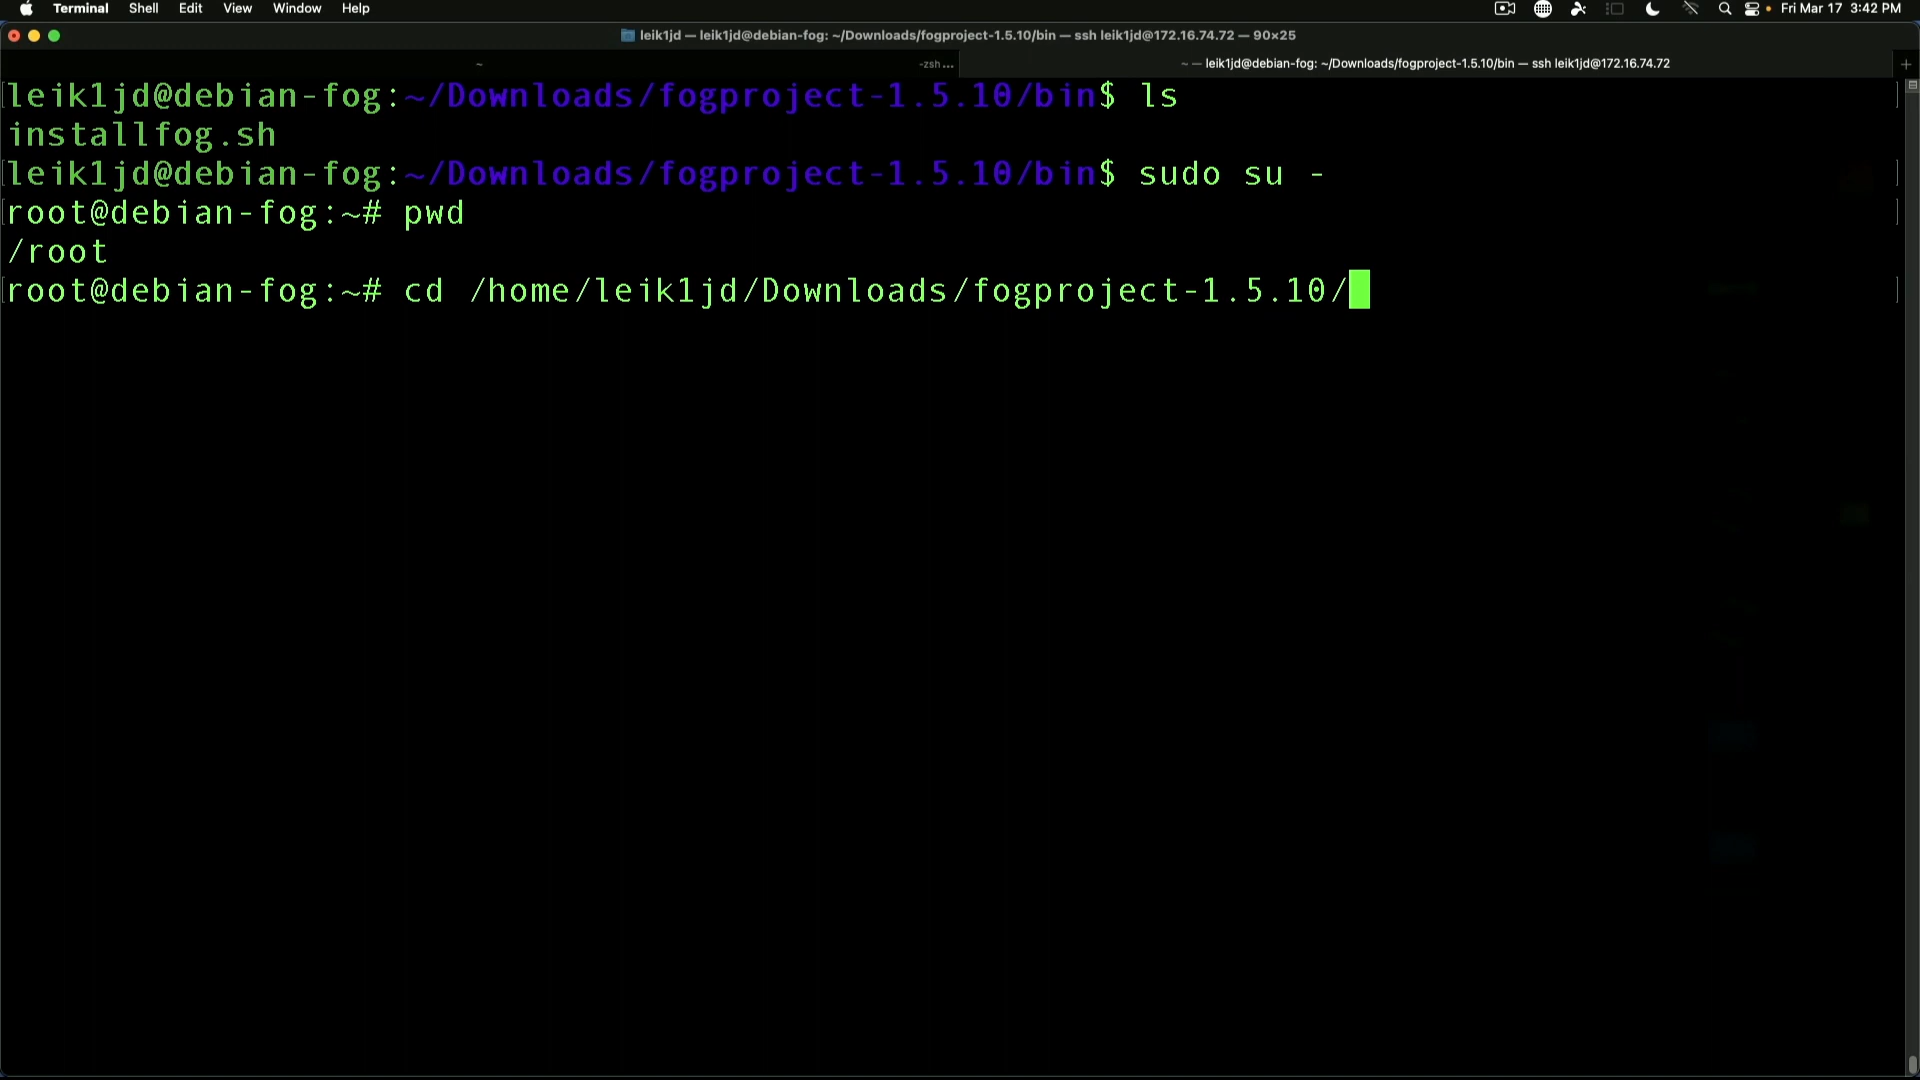 Terminal Shell Edit View Window Help Fri Mar 17 3:42 PM
leik1jd — leik1jd@debian-fog: ~/Downloads/fogproject-1.5.10/bin — ssh leik1jd@172.16.74.72 — 90×25
~ -zsh... ~ — leik1jd@debian-fog: ~/Downloads/fogproject-1.5.10/bin — ssh leik1jd@172.16.74.72 +
leik1jd@debian-fog:~/Downloads/fogproject-1.5.10/bin$ ls
installfog.sh
leik1jd@debian-fog:~/Downloads/fogproject-1.5.10/bin$ sudo su -
root@debian-fog:~# pwd
/root
root@debian-fog:~# cd /home/leik1jd/Downloads/fogproject-1.5.10/